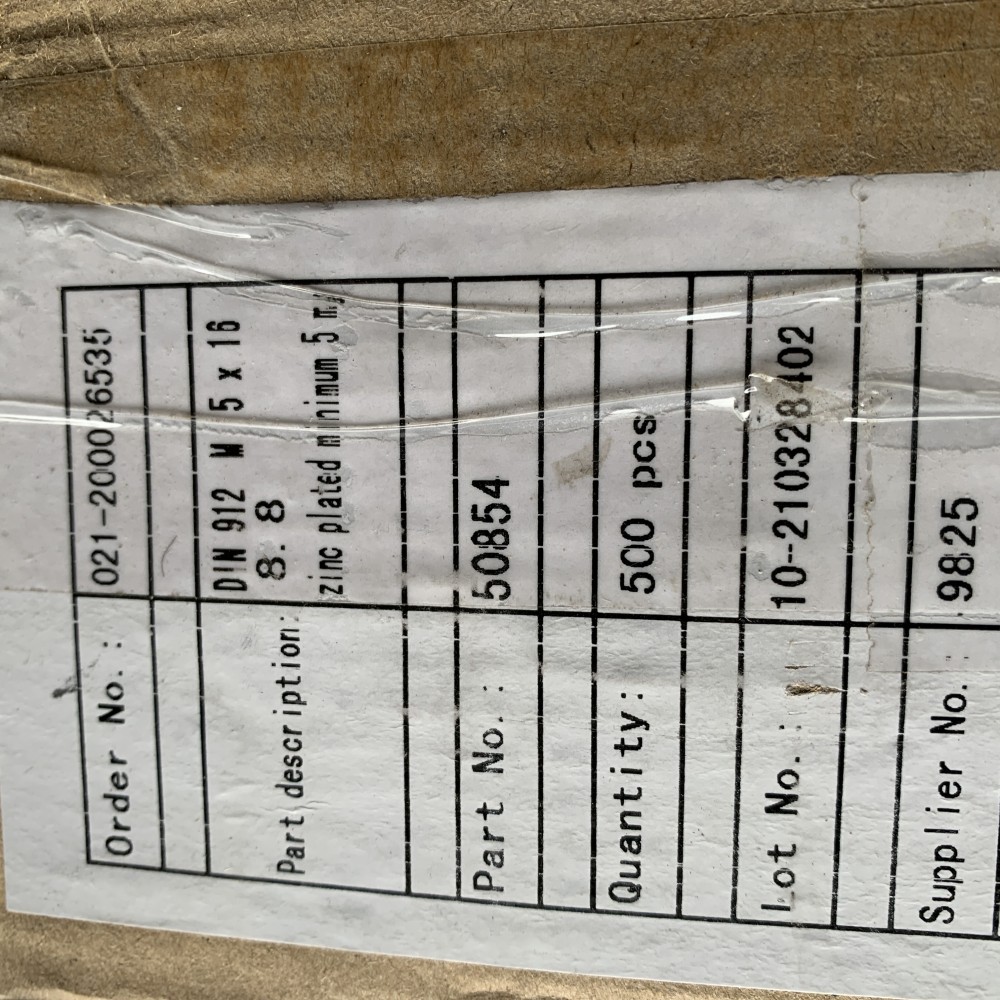 Order No. : 021-2000026535
DIN 912 M 5 x 16
Part description: 8.8
zinc plated minimum 5
Part No. : 50854
Quantity: 500 pcs
Lot No. : 10-210328402
Supplier No. 9825